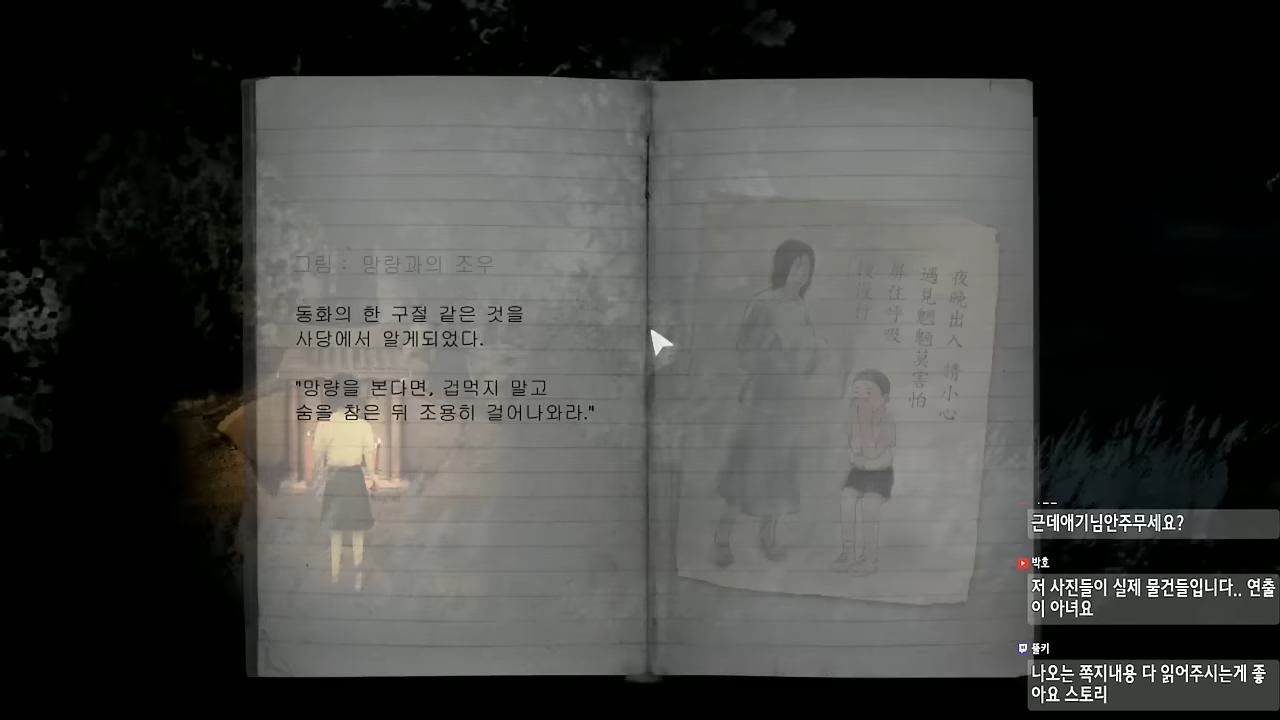 그림 : 망량과의 조우
동화의 한 구절 같은 것을
사당에서 알게되었다.
"망량을 본다면, 겁먹지 말고
숨을 참은 뒤 조용히 걸어나와라."
夜晚出入 請小心
遇見魍魎莫害怕
屏住呼吸
慢慢行
근데애기님안주무세요?
박호
저 사진들이 실제 물건들입니다.. 연출
이 아녀요
뜰키
나오는 쪽지내용 다 읽어주시는게 좋
아요 스토리